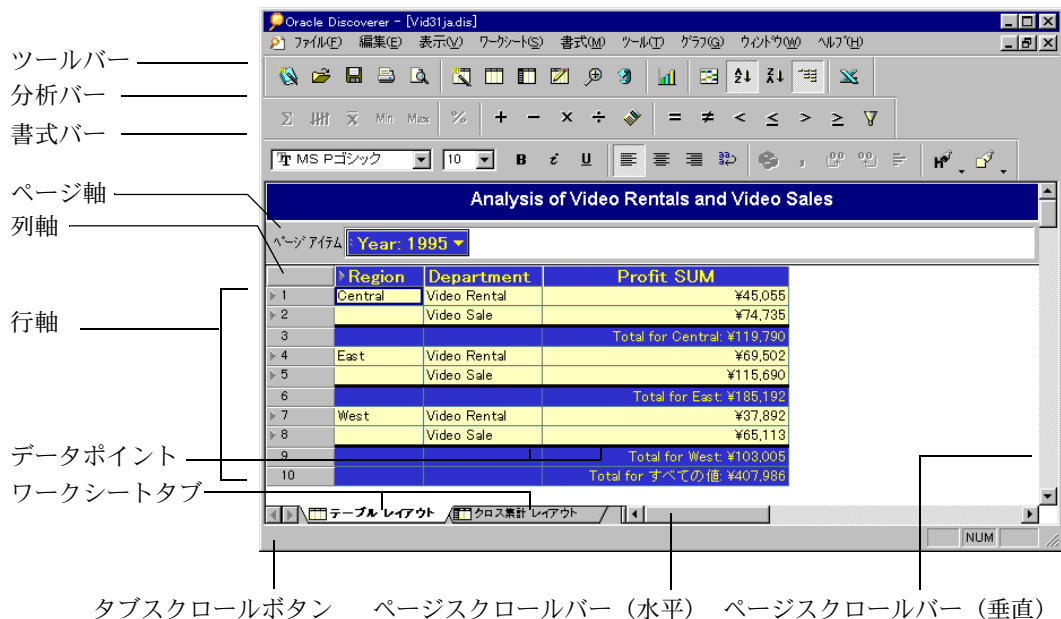 Oracle Discoverer - [Vid31ja.dis]
ファイル(F) 編集(E) 表示(V) ワークシート(S) 書式(M) ツール(T) グラフ(G) ウィンドウ(W) ヘルプ(H)
ツールバー
分析バー
Σ x Min Max % + - × ÷ = ≠ < ≤ > ≥
書式バー
MS Pゴシック 10 B i U
ページ軸
Analysis of Video Rentals and Video Sales
列軸
ページアイテム Year: 1995
Region Department Profit SUM
1 Central Video Rental ¥45,055
2 Video Sale ¥74,735
行軸
3 Total for Central: ¥119,790
4 East Video Rental ¥69,502
5 Video Sale ¥115,690
6 Total for East: ¥185,192
7 West Video Rental ¥37,892
8 Video Sale ¥65,113
データポイント
9 Total for West: ¥103,005
10 Total for すべての値: ¥407,986
ワークシートタブ
テーブル レイアウト クロス集計 レイアウト
NUM
タブスクロールボタン ページスクロールバー（水平） ページスクロールバー（垂直）